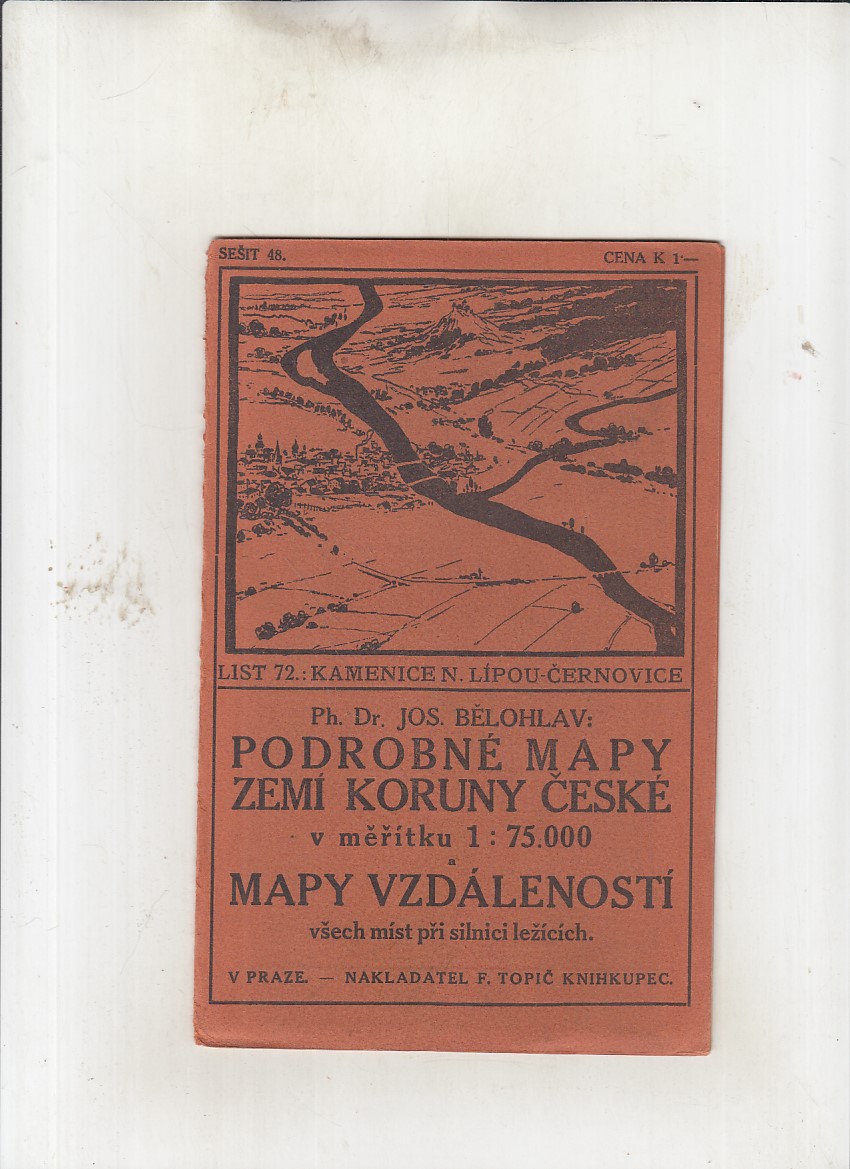 SEŠIT 48.
CENA K 1·—
LIST 72.: KAMENICE N. LÍPOU-ČERNOVICE
Ph. Dr. JOS. BĚLOHLAV:
PODROBNÉ MAPY
ZEMÍ KORUNY ČESKÉ
v měřítku 1 : 75.000
a
MAPY VZDÁLENOSTÍ
všech míst při silnici ležících.
V PRAZE. — NAKLADATEL F. TOPIČ KNIHKUPEC.